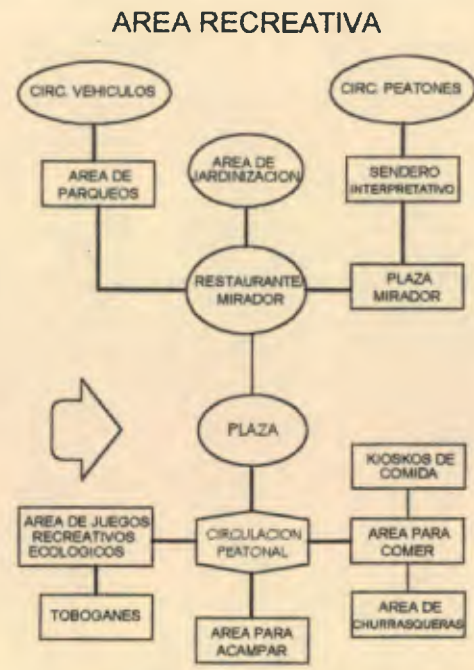 AREA RECREATIVA
CIRC. VEHICULOS
CIRC. PEATONES
AREA DE
PARQUEOS
AREA DE
JARDINIZACION
SENDERO
INTERPRETATIVO
RESTAURANTE
MIRADOR
PLAZA
MIRADOR
PLAZA
KIOSKOS DE
COMIDA
AREA DE JUEGOS
RECREATIVOS
ECOLOGICOS
CIRCULACION
PEATONAL
AREA PARA
COMER
TOBOGANES
AREA PARA
ACAMPAR
AREA DE
CHURRASQUERAS